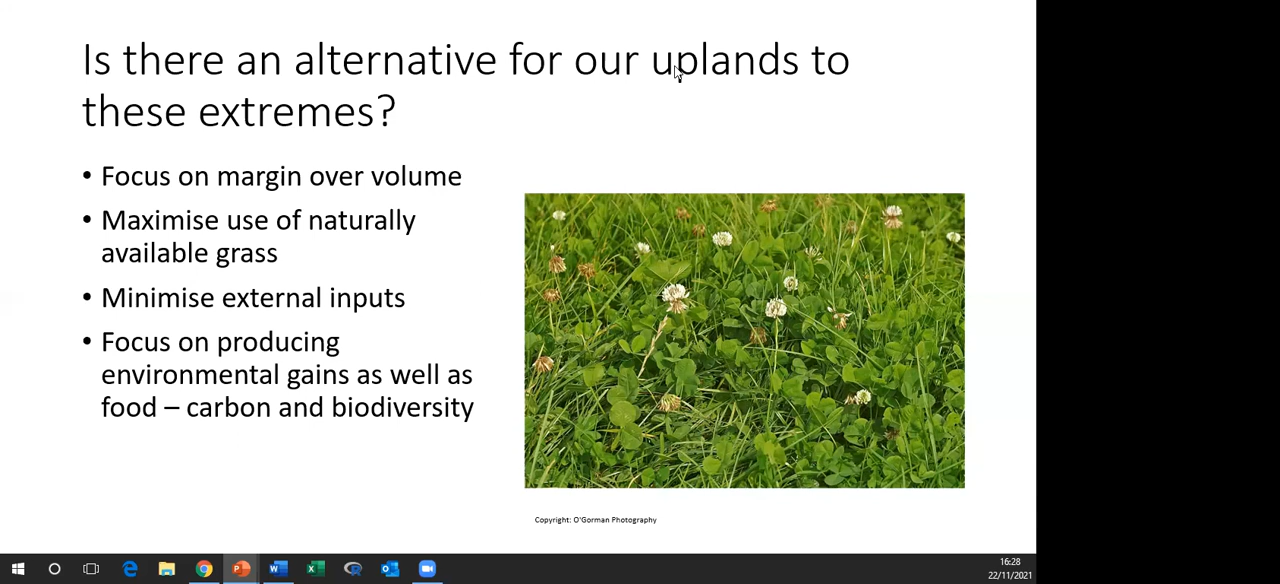 Is there an alternative for our uplands to
these extremes?
• Focus on margin over volume
• Maximise use of naturally
available grass
• Minimise external inputs
• Focus on producing
environmental gains as well as
food – carbon and biodiversity
Copyright: O'Gorman Photography
16:28
22/11/2021